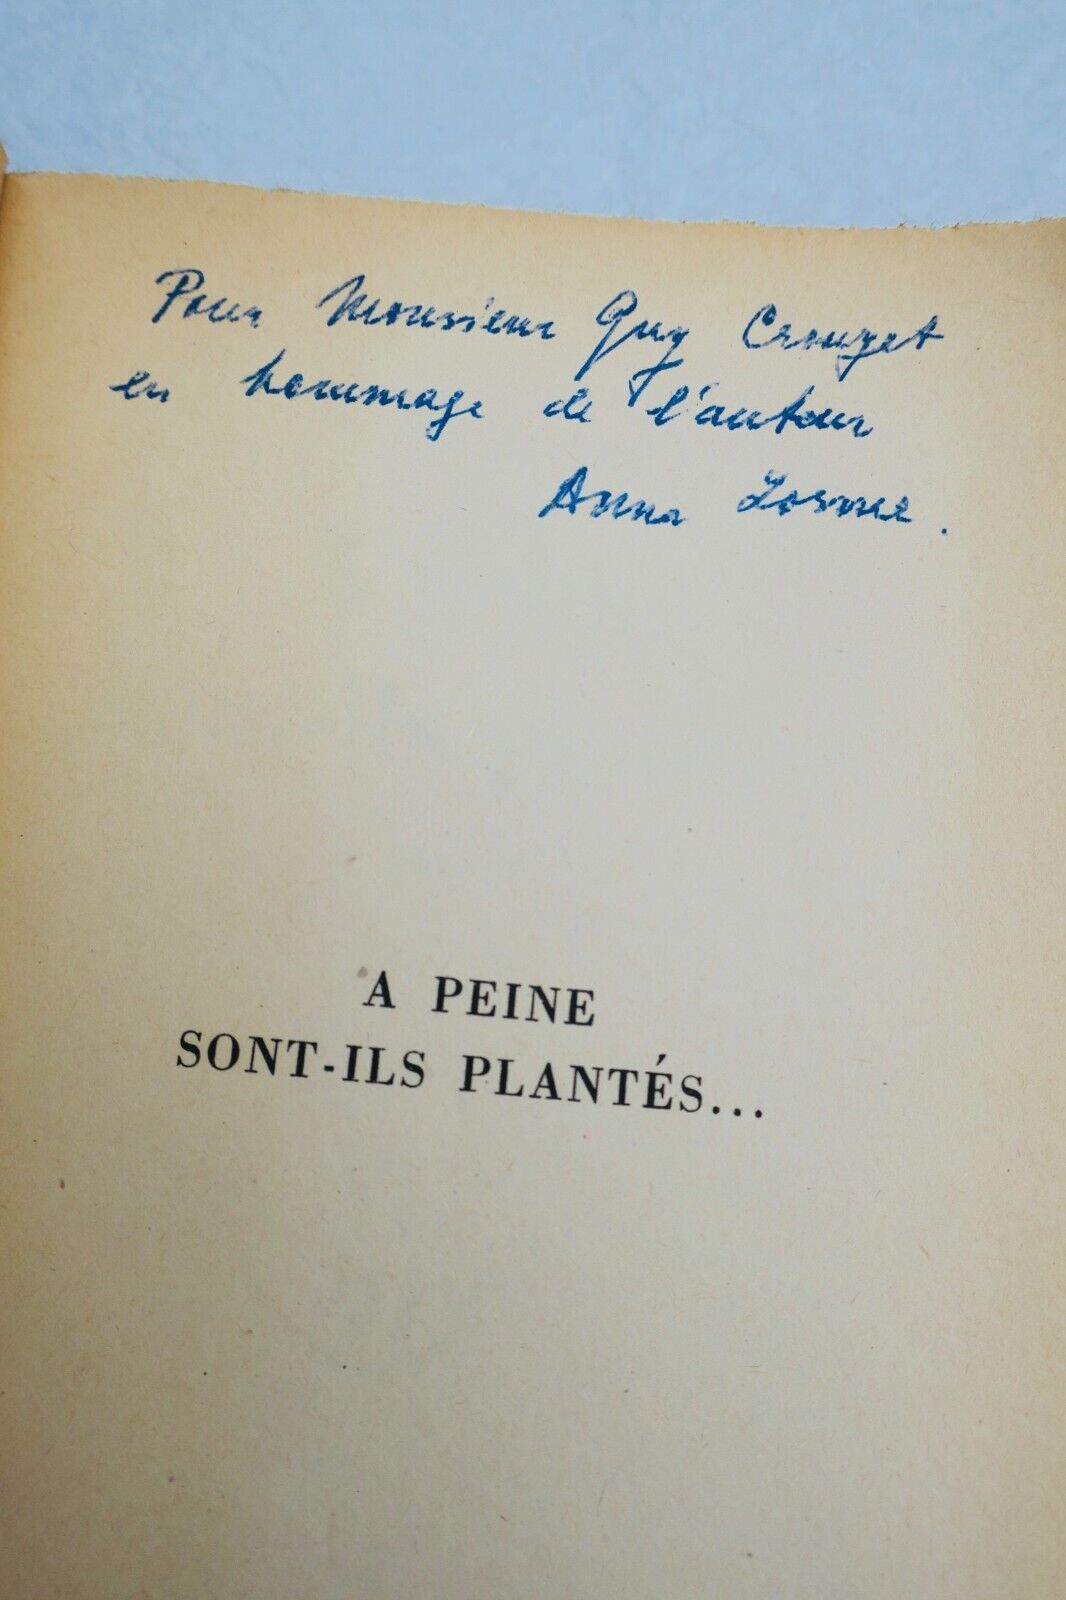 Pour Monsieur Guy Crouzet
en hommage de l'auteur
Anna Lorme.
A PEINE
SONT-ILS PLANTÉS...